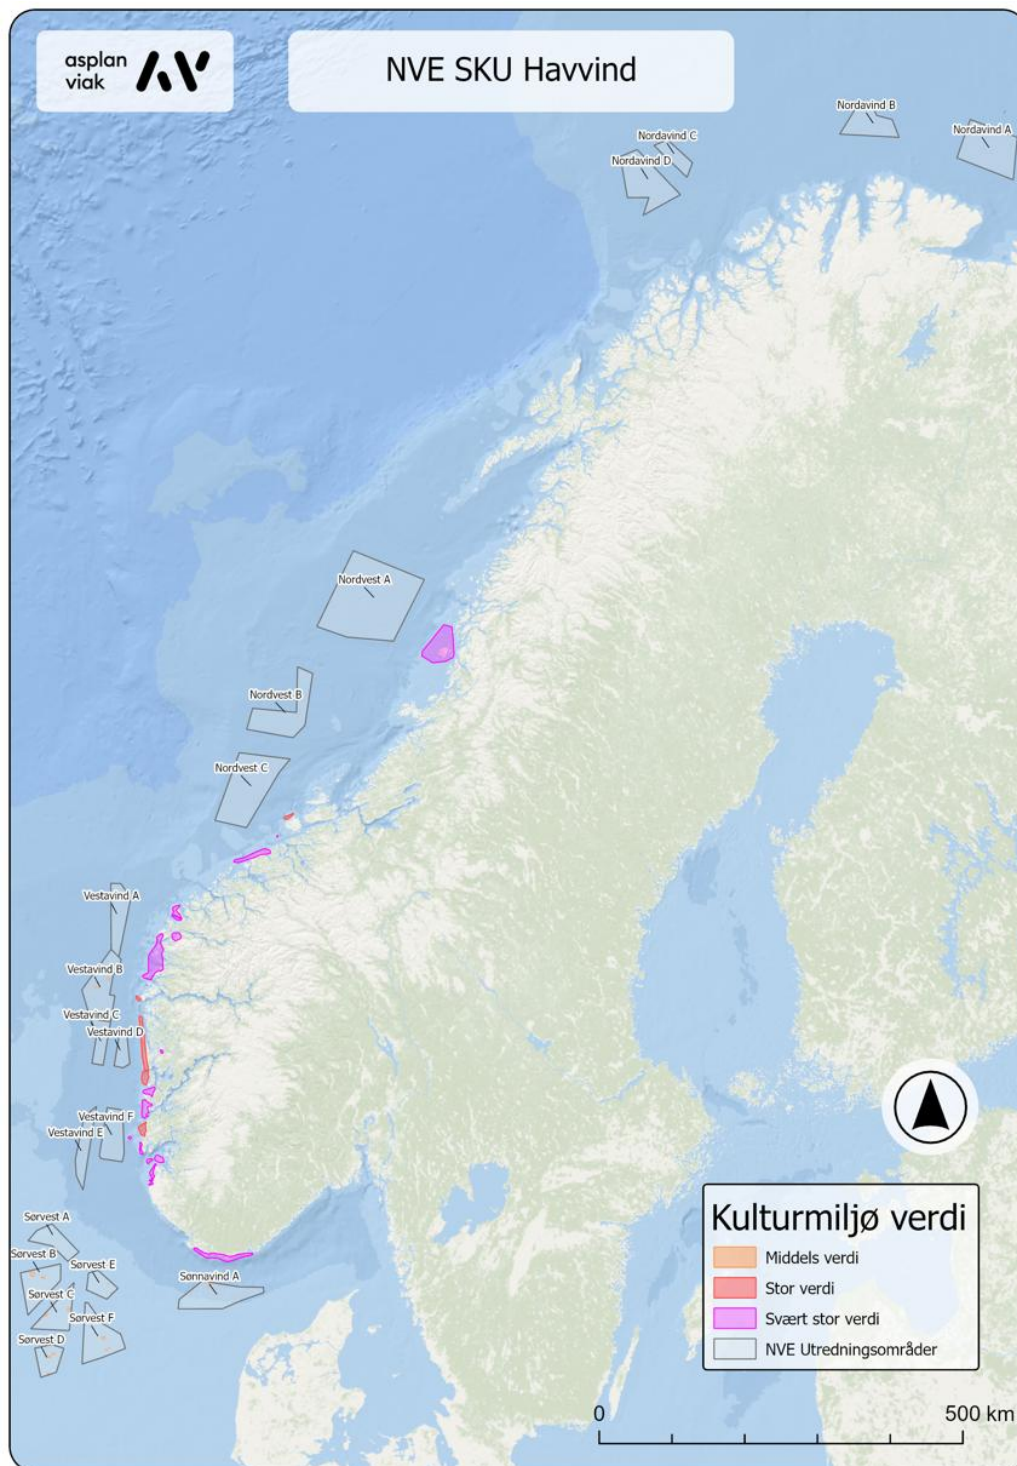 asplan
viak
NVE SKU Havvind
Nordavind B
Nordavind A
Nordavind C
Nordavind D
Nordvest A
Nordvest B
Nordvest C
Vestavind A
Vestavind B
Vestavind C
Vestavind D
Vestavind F
Vestavind E
Sørvest A
Sørvest B
Sørvest E
Sønnavind A
Sørvest C
Sørvest F
Sørvest D
Kulturmiljø verdi
Middels verdi
Stor verdi
Svært stor verdi
NVE Utredningsområder
0 500 km